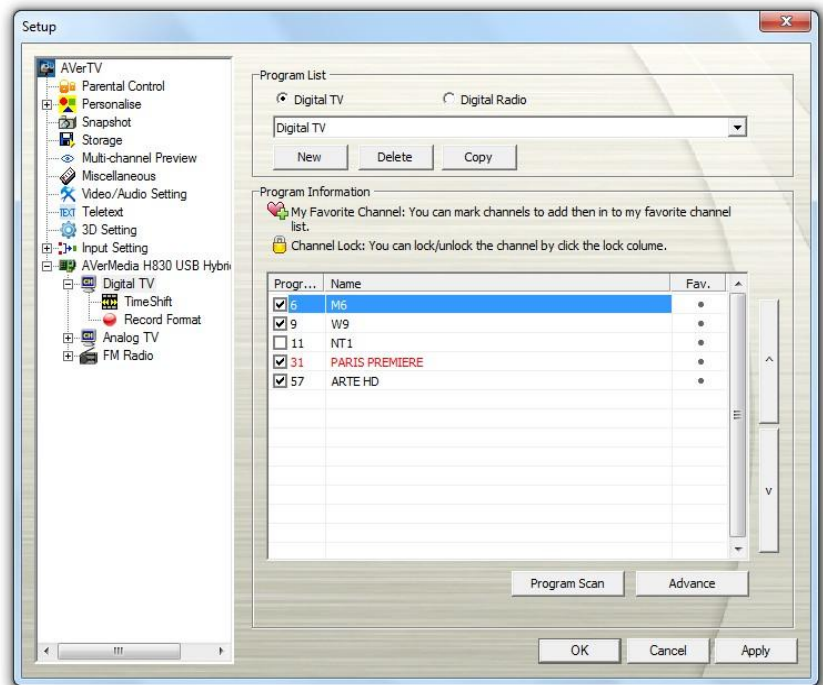 Setup
AVerTV
Parental Control
Personalise
Snapshot
Storage
Multi-channel Preview
Miscellaneous
Video/Audio Setting
TEXT Teletext
3D Setting
Input Setting
AVerMedia H830 USB Hybri
Digital TV
TimeShift
Record Format
Analog TV
FM Radio
Program List
Digital TV Digital Radio
Digital TV
New Delete Copy
Program Information
My Favorite Channel: You can mark channels to add then in to my favorite channel
list.
Channel Lock: You can lock/unlock the channel by click the lock colume.
Progr... Name Fav.
6 M6
9 W9
11 NT1
31 PARIS PREMIERE
57 ARTE HD
Program Scan Advance
OK Cancel Apply